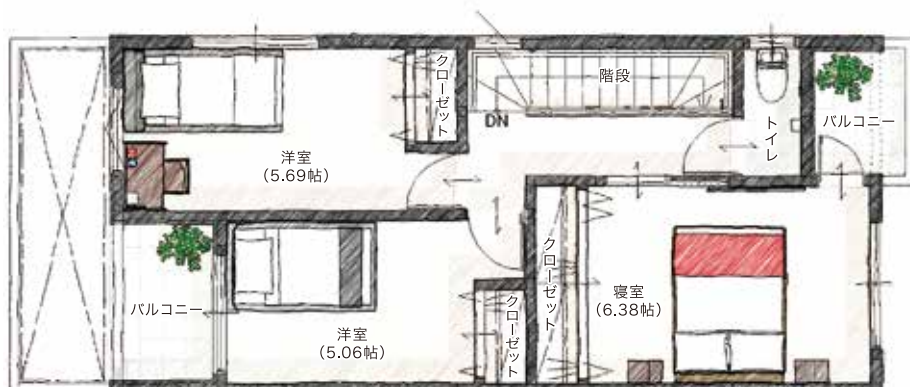 クローゼット
階段
DN
トイレ
バルコニー
洋室
（5.69帖）
バルコニー
洋室
（5.06帖）
クローゼット
クローゼット
寝室
（6.38帖）